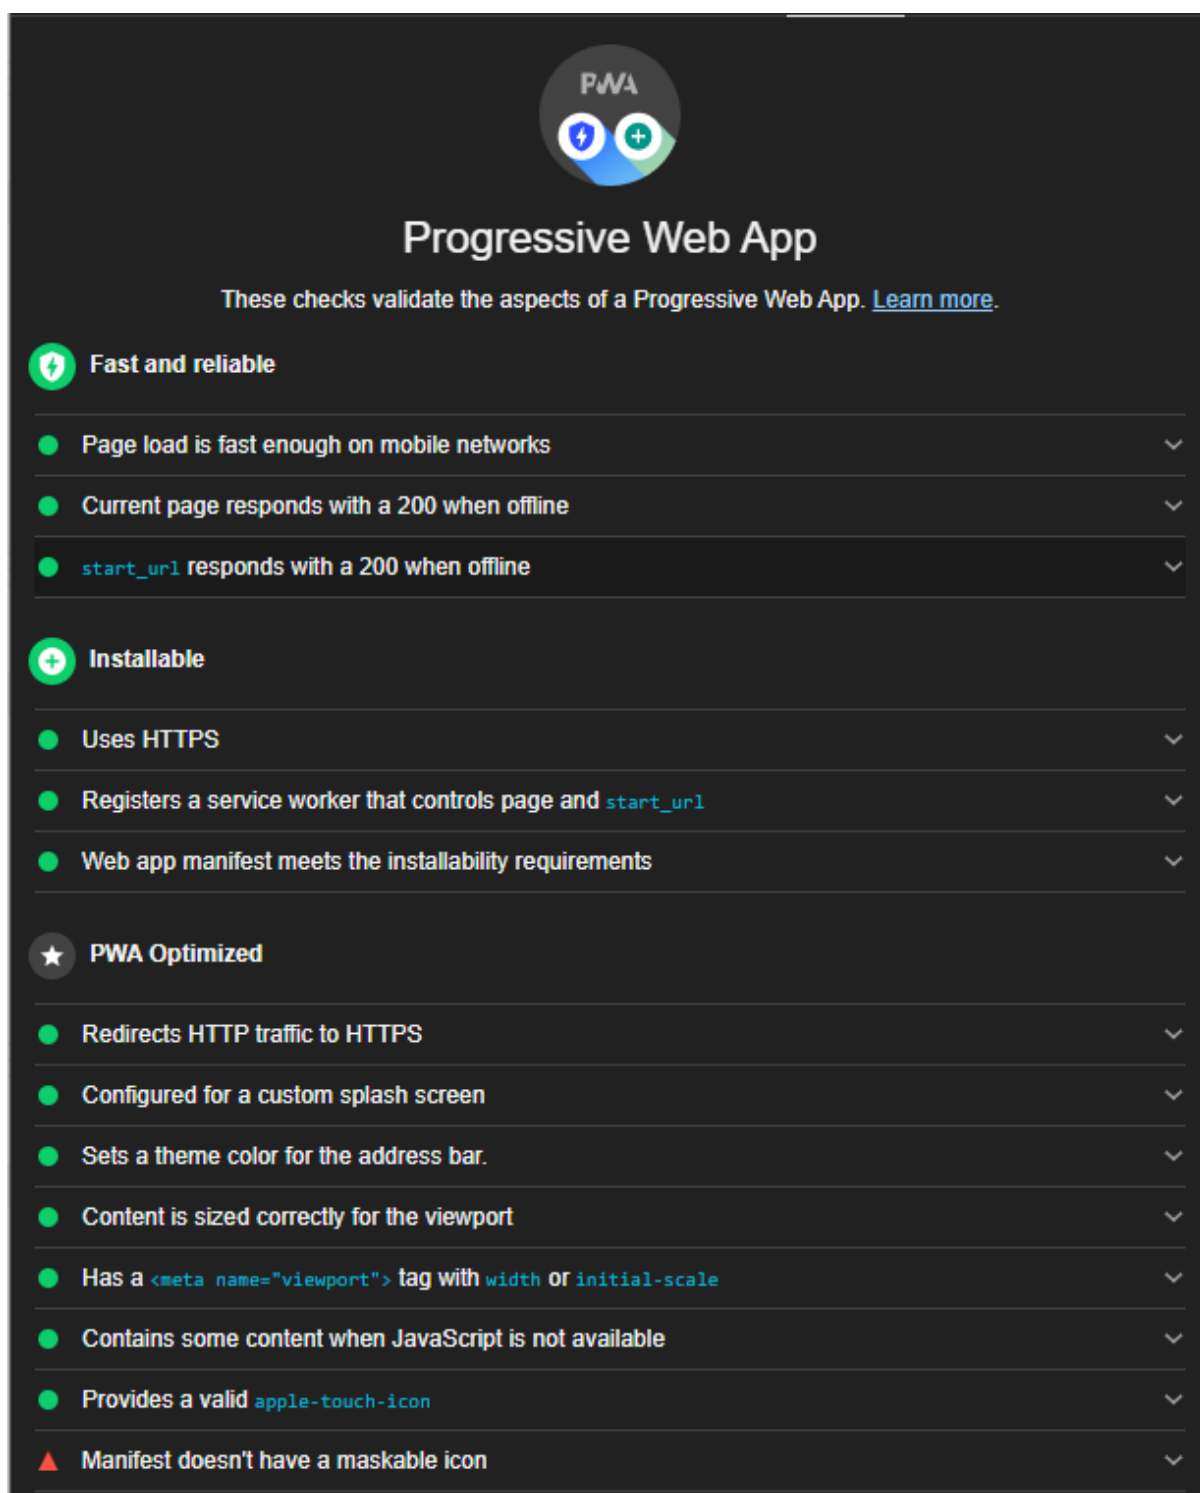 PWA
Progressive Web App
These checks validate the aspects of a Progressive Web App. Learn more.
Fast and reliable
Page load is fast enough on mobile networks
Current page responds with a 200 when offline
start_url responds with a 200 when offline
Installable
Uses HTTPS
Registers a service worker that controls page and start_url
Web app manifest meets the installability requirements
PWA Optimized
Redirects HTTP traffic to HTTPS
Configured for a custom splash screen
Sets a theme color for the address bar.
Content is sized correctly for the viewport
Has a <meta name="viewport"> tag with width or initial-scale
Contains some content when JavaScript is not available
Provides a valid apple-touch-icon
Manifest doesn't have a maskable icon